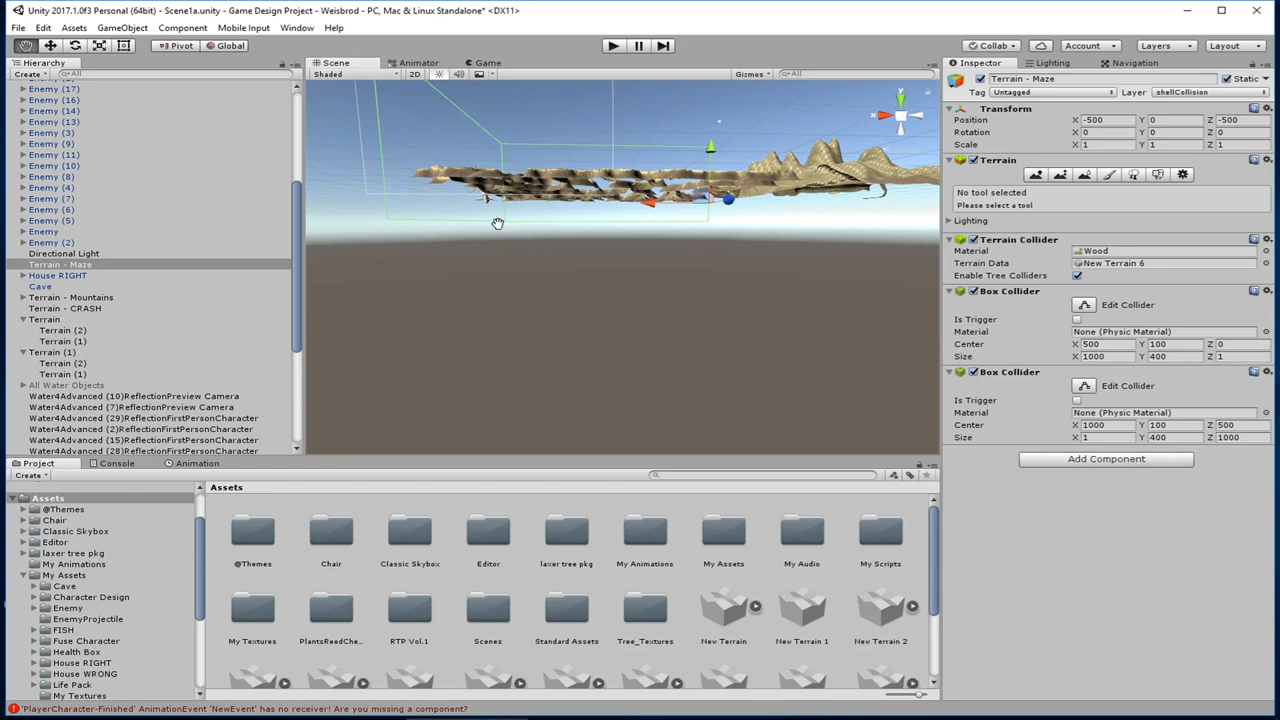 Unity 2017.1.0f3 Personal (64bit) - Scene1a.unity - Game Design Project - Weisbrod - PC, Mac & Linux Standalone* <DX11>
File Edit Assets GameObject Component Mobile Input Window Help
Pivot Global Collab Account Layers Layout
Hierarchy
Create All
Enemy (17)
Enemy (16)
Enemy (14)
Enemy (13)
Enemy (3)
Enemy (9)
Enemy (11)
Enemy (10)
Enemy (8)
Enemy (4)
Enemy (7)
Enemy (6)
Enemy (5)
Enemy
Enemy (2)
Directional Light
Terrain - Maze
House RIGHT
Cave
Terrain - Mountains
Terrain - CRASH
Terrain
Terrain (2)
Terrain (1)
Terrain (1)
Terrain (2)
Terrain (1)
All Water Objects
Water4Advanced (10)ReflectionPreview Camera
Water4Advanced (7)ReflectionPreview Camera
Water4Advanced (29)ReflectionFirstPersonCharacter
Water4Advanced (2)ReflectionFirstPersonCharacter
Water4Advanced (15)ReflectionFirstPersonCharacter
Water4Advanced (28)ReflectionFirstPersonCharacter
Scene Animator Game
Shaded 2D Gizmos All
Inspector Lighting Navigation
Terrain - Maze Static
Tag Untagged Layer shellCollision
Transform
Position X -500 Y 0 Z -500
Rotation X 0 Y 0 Z 0
Scale X 1 Y 1 Z 1
Terrain
No tool selected
Please select a tool
Lighting
Terrain Collider
Material Wood
Terrain Data New Terrain 6
Enable Tree Colliders
Box Collider
Edit Collider
Is Trigger
Material None (Physic Material)
Center X 500 Y 100 Z 0
Size X 1000 Y 400 Z 1
Box Collider
Edit Collider
Is Trigger
Material None (Physic Material)
Center X 1000 Y 100 Z 500
Size X 1 Y 400 Z 1000
Add Component
Project Console Animation
Create
Assets
@Themes
Chair
Classic Skybox
Editor
laxer tree pkg
My Animations
My Assets
Cave
Character Design
Enemy
EnemyProjectile
FISH
Fuse Character
Health Box
House RIGHT
House WRONG
Life Pack
My Textures
Assets
@Themes Chair Classic Skybox Editor laxer tree pkg My Animations My Assets My Audio My Scripts
My Textures PlantsReedChe... RTP Vol.1 Scenes Standard Assets Tree_Textures New Terrain New Terrain 1 New Terrain 2
'PlayerCharacter-Finished' AnimationEvent 'NewEvent' has no receiver! Are you missing a component?